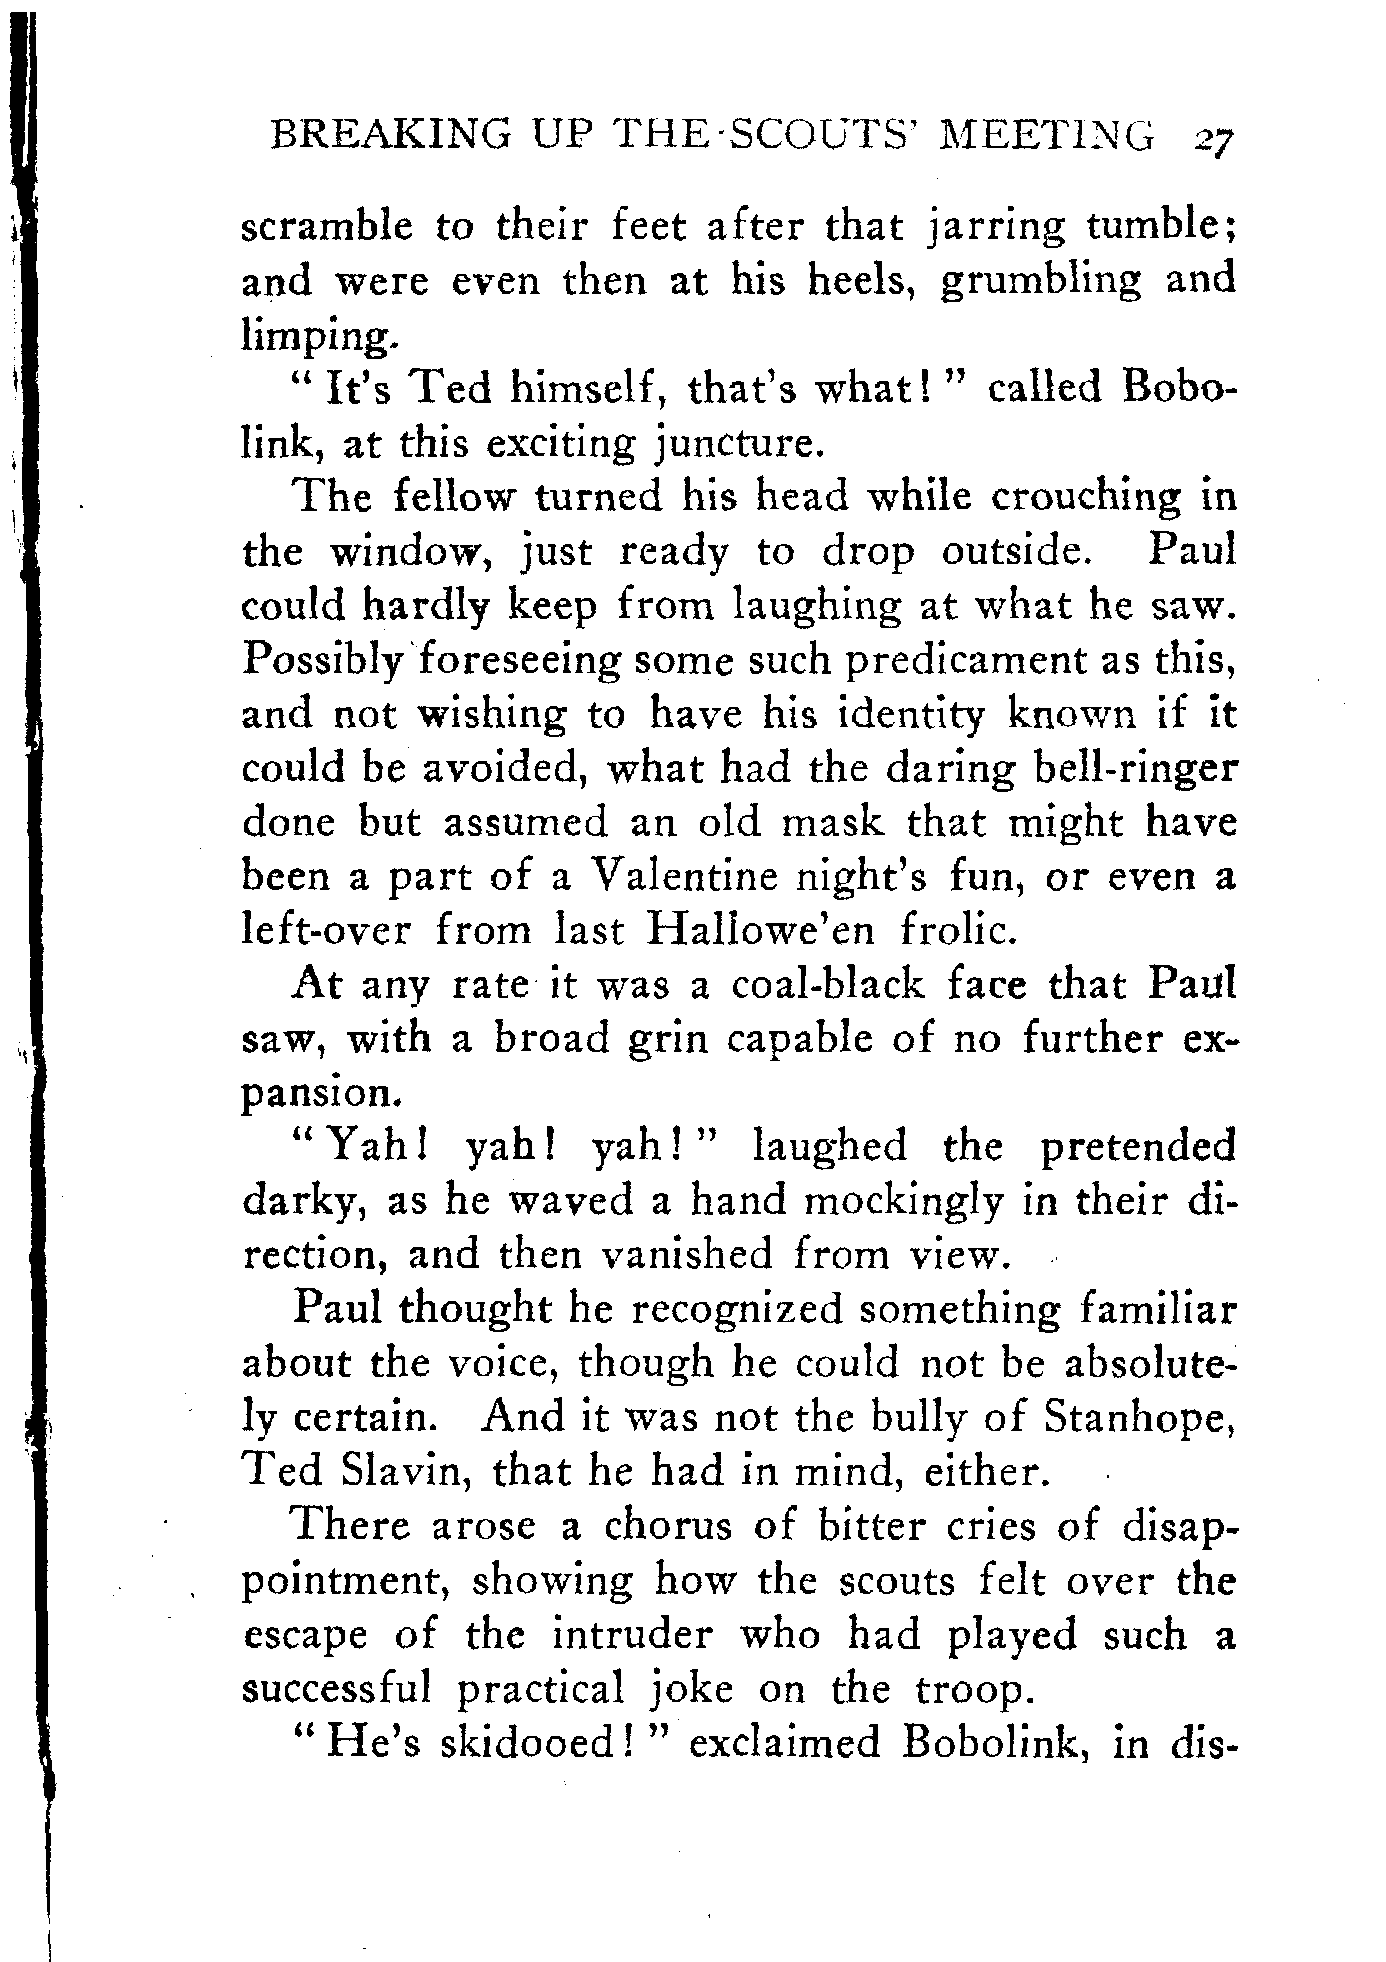 BREAKING UP THE SCOUTS' MEETING 27
scramble to their feet after that jarring tumble;
and were even then at his heels, grumbling and
limping.
" It's Ted himself, that's what! " called Bobo-
link, at this exciting juncture.
The fellow turned his head while crouching in
the window, just ready to drop outside. Paul
could hardly keep from laughing at what he saw.
Possibly foreseeing some such predicament as this,
and not wishing to have his identity known if it
could be avoided, what had the daring bell-ringer
done but assumed an old mask that might have
been a part of a Valentine night's fun, or even a
left-over from last Hallowe'en frolic.
At any rate it was a coal-black face that Paul
saw, with a broad grin capable of no further ex-
pansion.
" Yah! yah! yah! " laughed the pretended
darky, as he waved a hand mockingly in their di-
rection, and then vanished from view.
Paul thought he recognized something familiar
about the voice, though he could not be absolute-
ly certain. And it was not the bully of Stanhope,
Ted Slavin, that he had in mind, either.
There arose a chorus of bitter cries of disap-
pointment, showing how the scouts felt over the
escape of the intruder who had played such a
successful practical joke on the troop.
" He's skidooed! " exclaimed Bobolink, in dis-